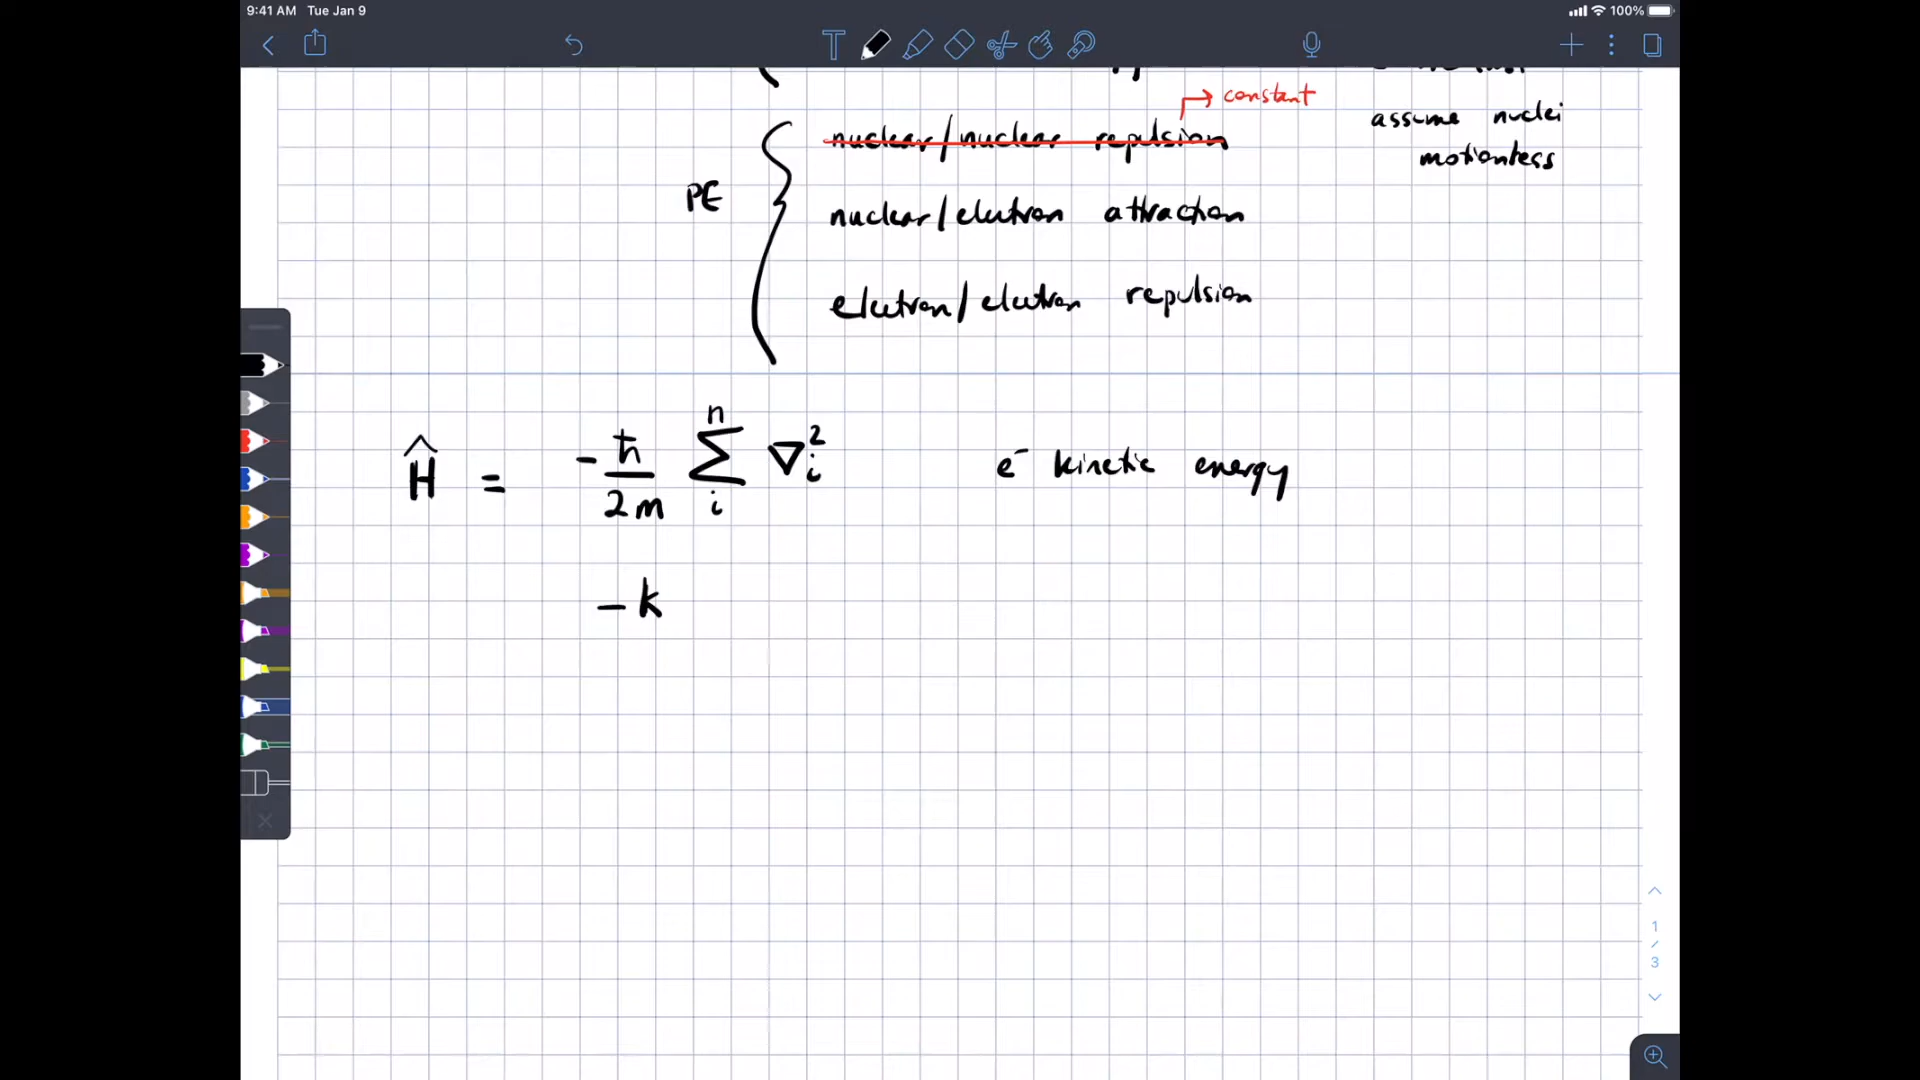 9:41 AM Tue Jan 9
100%
constant
nuclear/nuclear repulsion
assume nuclei
motionless
PE
nuclear/electron attraction
electron/electron repulsion
Ĥ = -ħ/2m ∑ᵢⁿ ∇ᵢ² e⁻ kinetic energy
-k
1
/
3